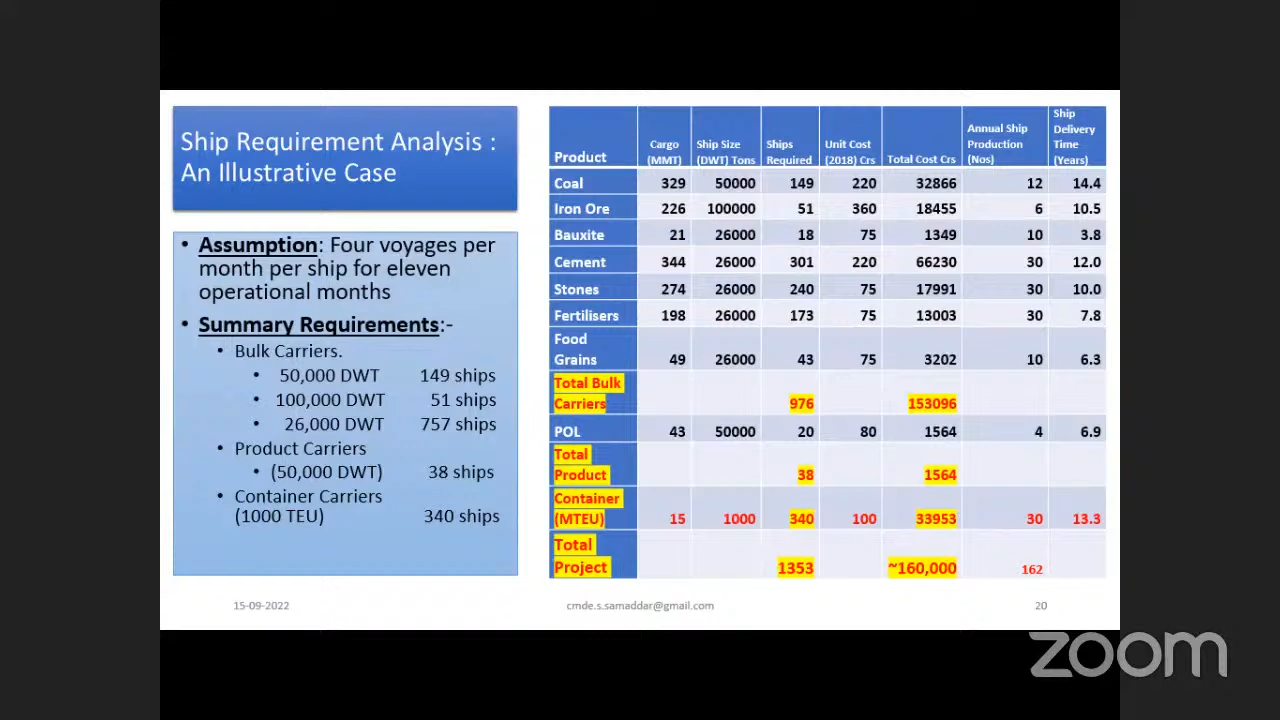 Ship Requirement Analysis :
An Illustrative Case
• Assumption: Four voyages per
month per ship for eleven
operational months
• Summary Requirements:-
• Bulk Carriers.
• 50,000 DWT 149 ships
• 100,000 DWT 51 ships
• 26,000 DWT 757 ships
• Product Carriers
• (50,000 DWT) 38 ships
• Container Carriers
(1000 TEU) 340 ships
Product Cargo (MMT) Ship Size (DWT) Tons Ships Required Unit Cost (2018) Crs Total Cost Crs Annual Ship Production (Nos) Ship Delivery Time (Years)
Coal 329 50000 149 220 32866 12 14.4
Iron Ore 226 100000 51 360 18455 6 10.5
Bauxite 21 26000 18 75 1349 10 3.8
Cement 344 26000 301 220 66230 30 12.0
Stones 274 26000 240 75 17991 30 10.0
Fertilisers 198 26000 173 75 13003 30 7.8
Food
Grains 49 26000 43 75 3202 10 6.3
Total Bulk
Carriers 976 153096
POL 43 50000 20 80 1564 4 6.9
Total
Product 38 1564
Container
(MTEU) 15 1000 340 100 33953 30 13.3
Total
Project 1353 ~160,000 162
15-09-2022 cmde.s.samaddar@gmail.com 20
zoom